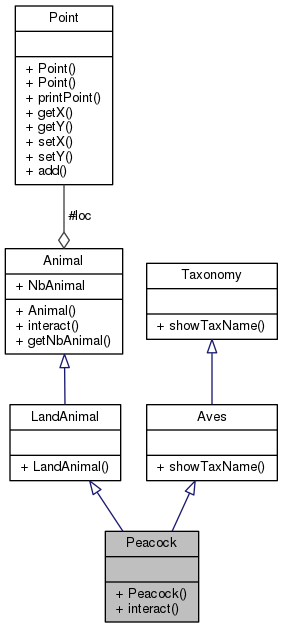 Point
+ Point()
+ Point()
+ printPoint()
+ getX()
+ getY()
+ setX()
+ setY()
+ add()
#loc
Animal
+ NbAnimal
+ Animal()
+ interact()
+ getNbAnimal()
Taxonomy
+ showTaxName()
LandAnimal
+ LandAnimal()
Aves
+ showTaxName()
Peacock
+ Peacock()
+ interact()